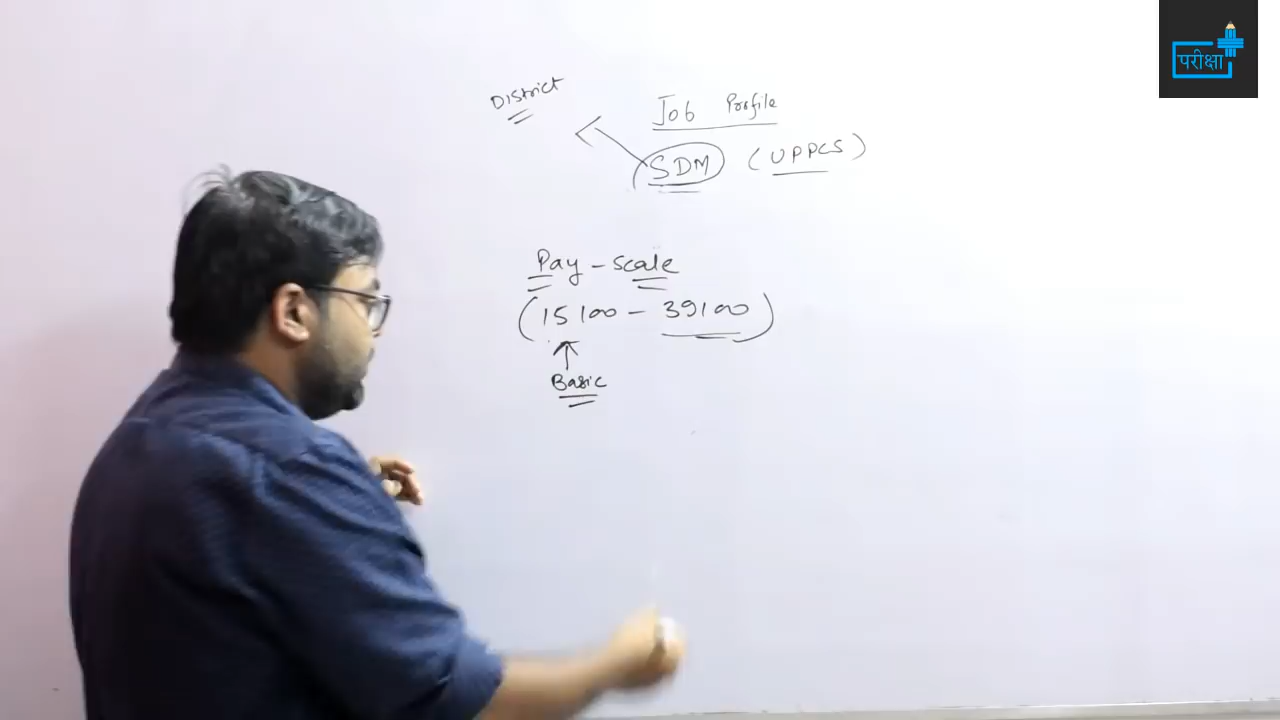 परीक्षा
District
Job Profile
SDM (UPPCS)
Pay-scale
(15100-39100)
Basic